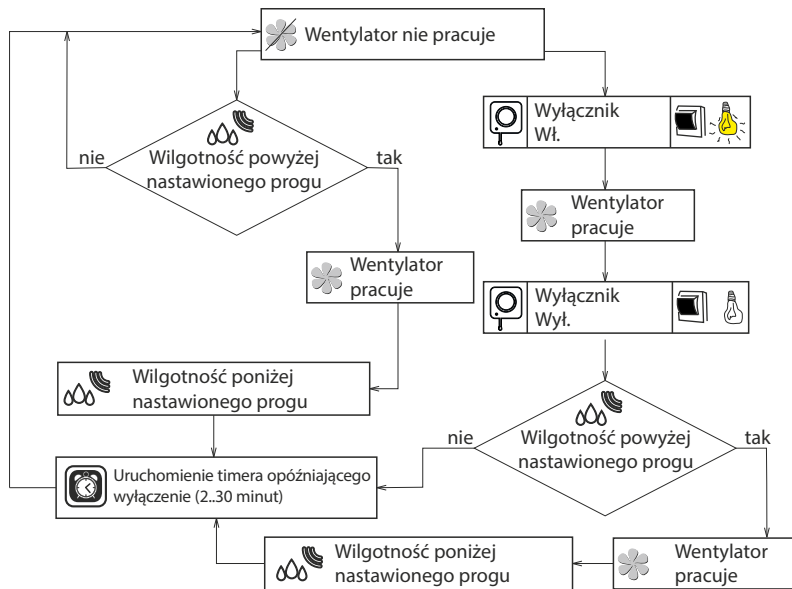 Wentylator nie pracuje
Wyłącznik
Wł.
nie
Wilgotność powyżej
nastawionego progu
tak
Wentylator
pracuje
Wentylator
pracuje
Wyłącznik
Wył.
Wilgotność poniżej
nastawionego progu
nie
Wilgotność powyżej
nastawionego progu
tak
Uruchomienie timera opóźniającego
wyłączenie (2..30 minut)
Wilgotność poniżej
nastawionego progu
Wentylator
pracuje